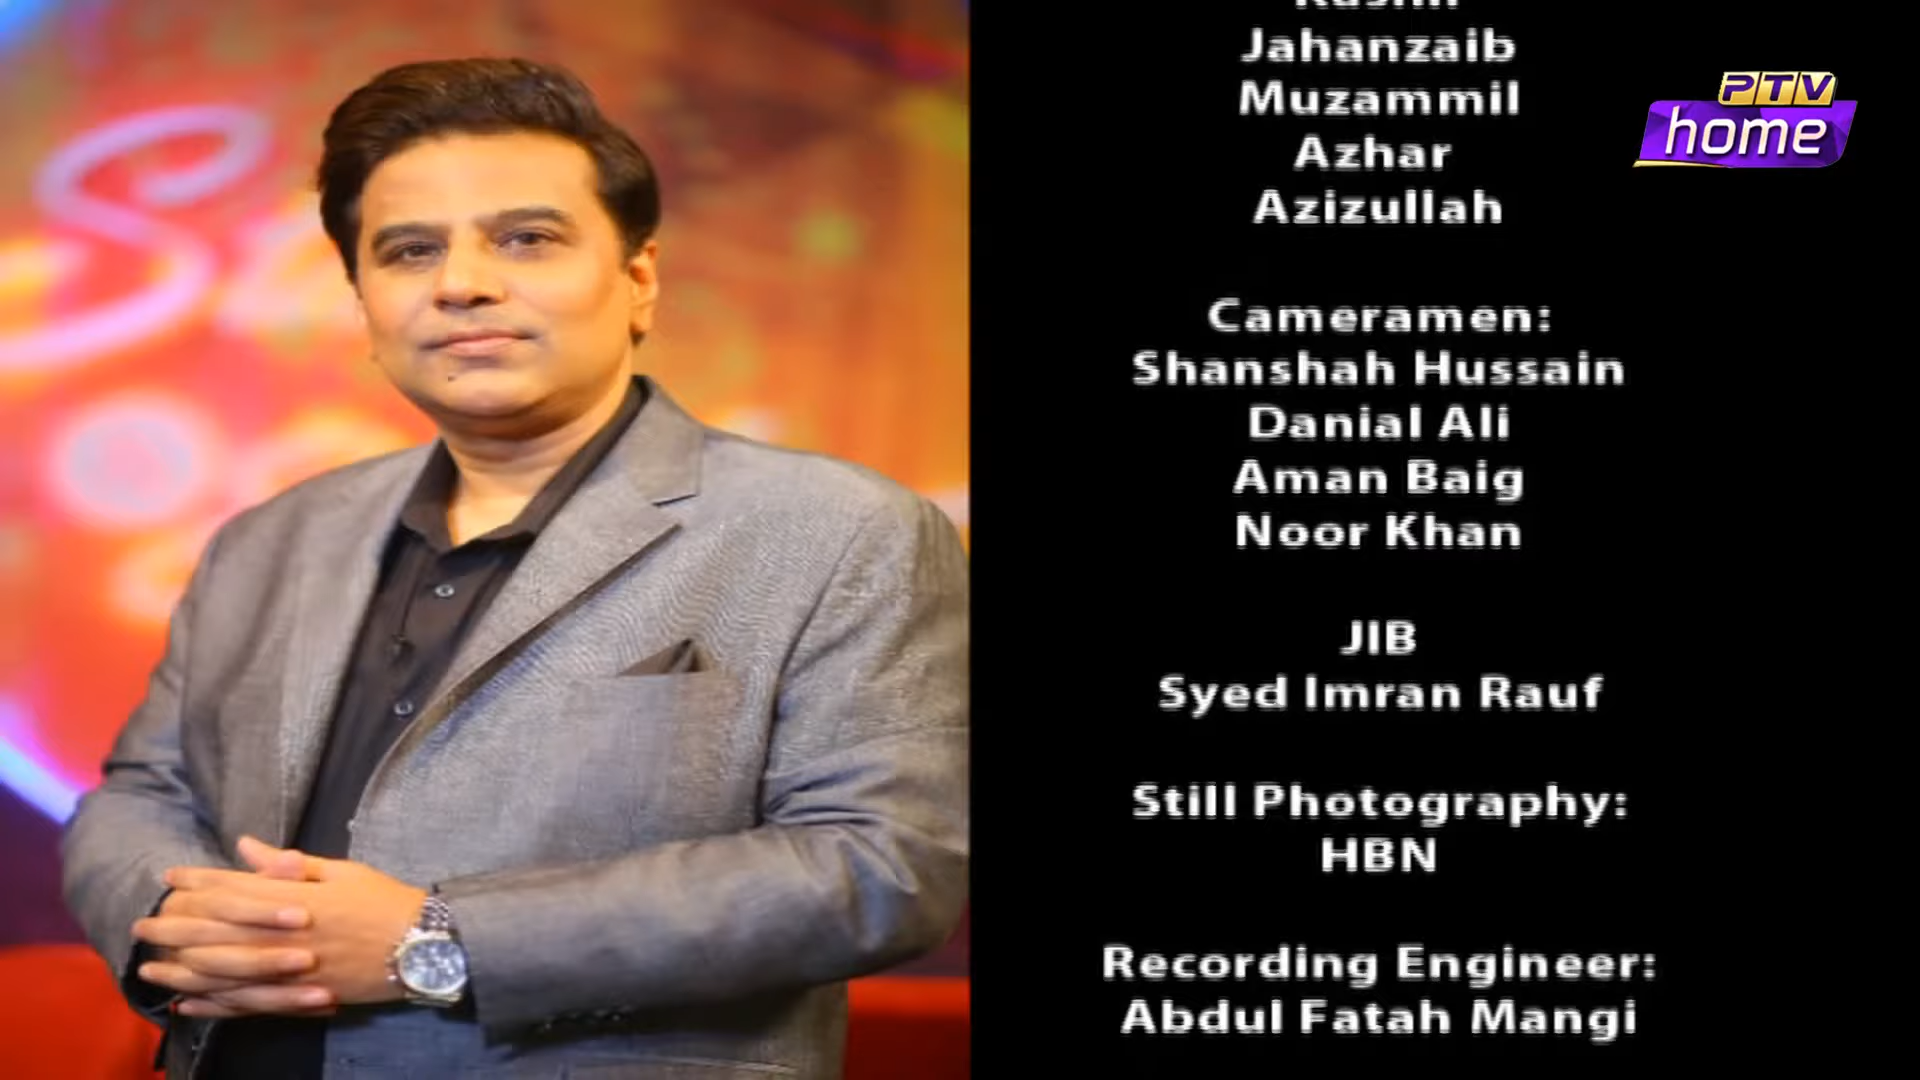 Jahanzaib
Muzammil
Azhar
Azizullah
Cameramen:
Shanshah Hussain
Danial Ali
Aman Baig
Noor Khan
JIB
Syed Imran Rauf
Still Photography:
HBN
Recording Engineer:
Abdul Fatah Mangi
PTV
home